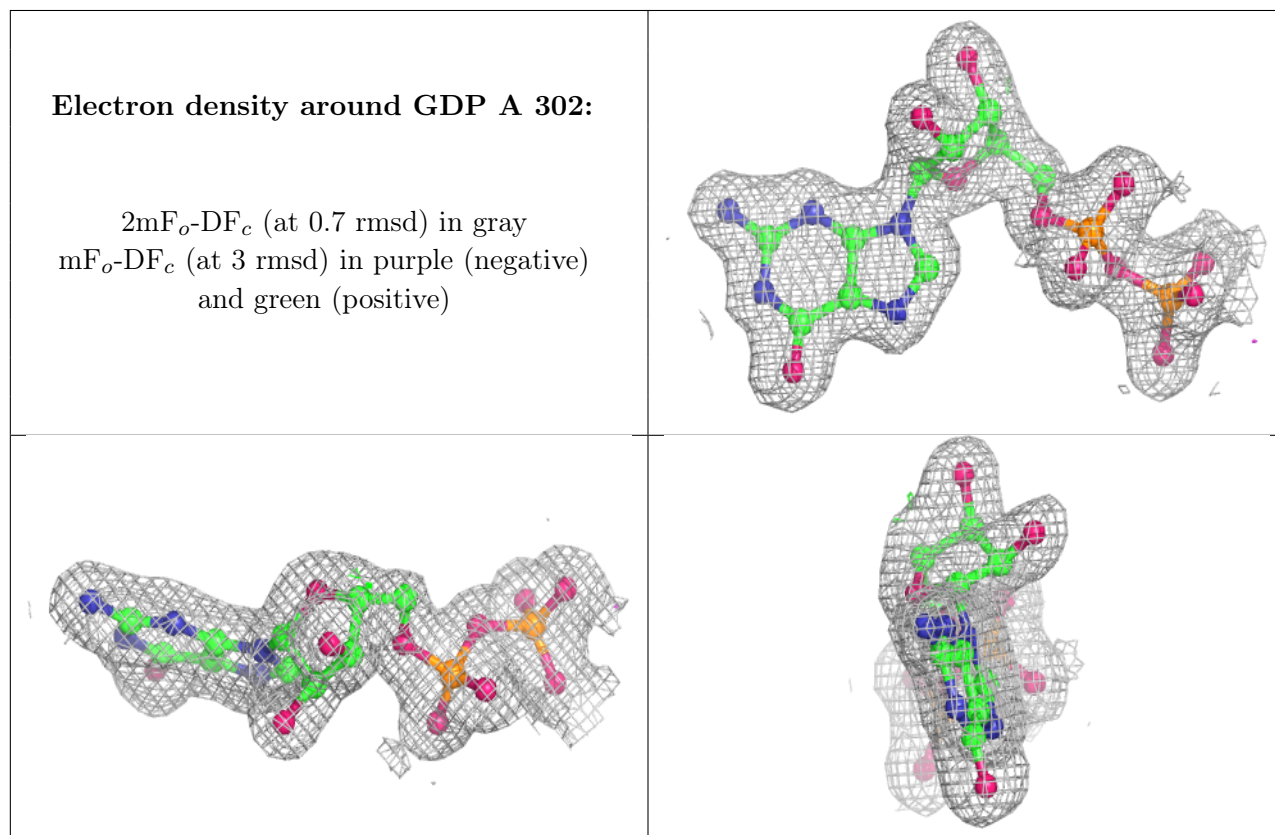 Electron density around GDP A 302:
2mFo-DFc (at 0.7 rmsd) in gray
mFo-DFc (at 3 rmsd) in purple (negative)
and green (positive)